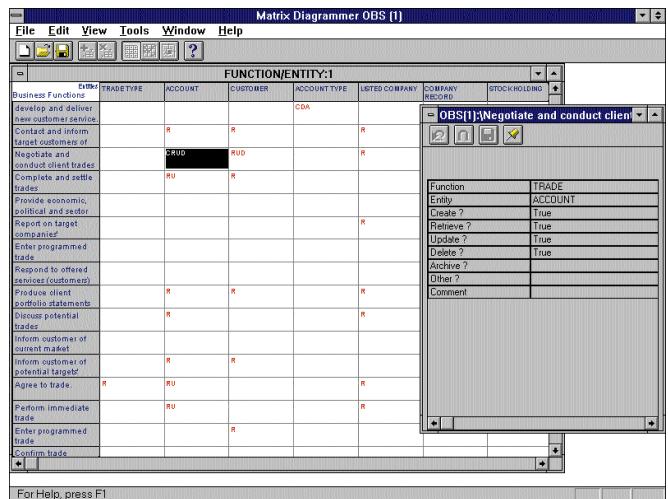 Matrix Diagrammer OBS (1)
File Edit View Tools Window Help
FUNCTION/ENTITY:1
Entities TRADE TYPE ACCOUNT CUSTOMER ACCOUNT TYPE LISTED COMPANY COMPANY STOCKHOLDING
Business Functions RECORD
develop and deliver CDA
new customer service.
Contact and inform R R R
target customers of
Negotiate and CRUD RUD R
conduct client trades
Complete and settle RU R
trades
Provide economic,
political and sector
Report on target R
companies'
Enter programmed
trade
Respond to offered
services (customers)
Produce client R R R
portfolio statements
Discuss potential R R
trades
Inform customer of
current market
Inform customer of R R
potential targets'
Agree to trade. R RU R
Perform immediate RU R
trade
Enter programmed R
trade
Confirm trade
OBS(1):\Negotiate and conduct client
Function TRADE
Entity ACCOUNT
Create ? True
Retrieve ? True
Update ? True
Delete ? True
Archive ?
Other ?
Comment
For Help, press F1